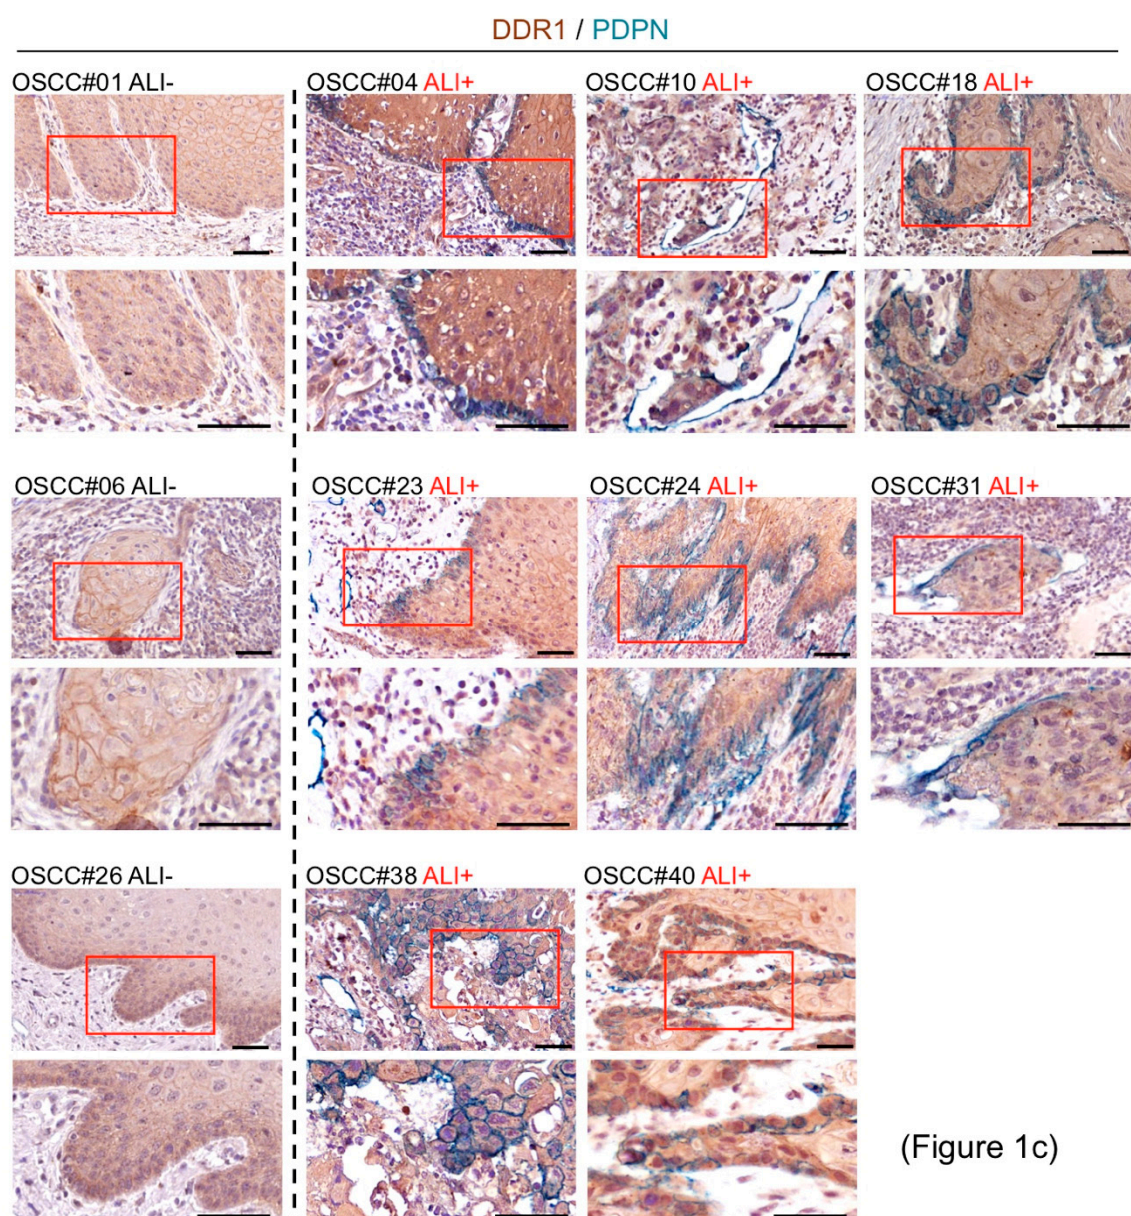 DDR1 / PDPN
OSCC#01 ALI-
OSCC#04 ALI+
OSCC#10 ALI+
OSCC#18 ALI+
OSCC#06 ALI-
OSCC#23 ALI+
OSCC#24 ALI+
OSCC#31 ALI+
OSCC#26 ALI-
OSCC#38 ALI+
OSCC#40 ALI+
(Figure 1c)